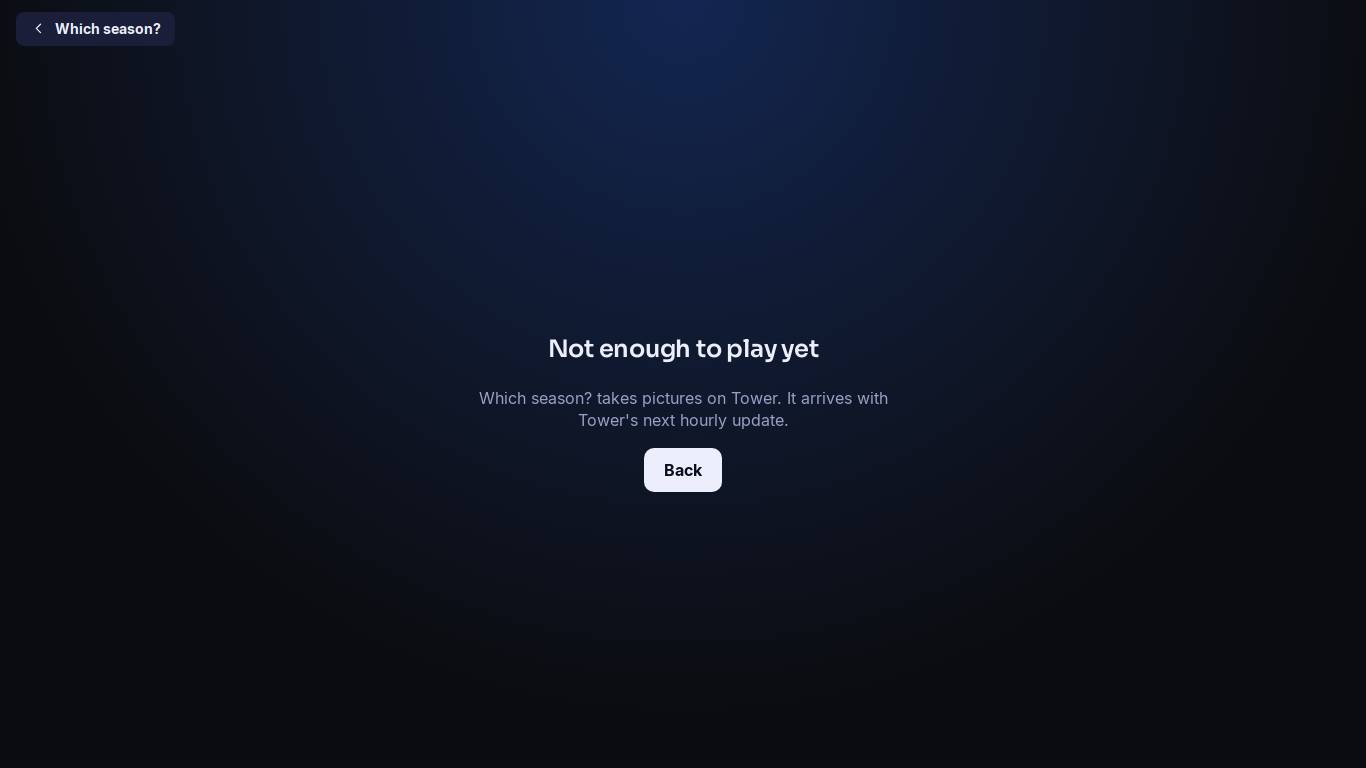 Which season?
Not enough to play yet
Which season? takes pictures on Tower. It arrives with
Tower's next hourly update.
Back